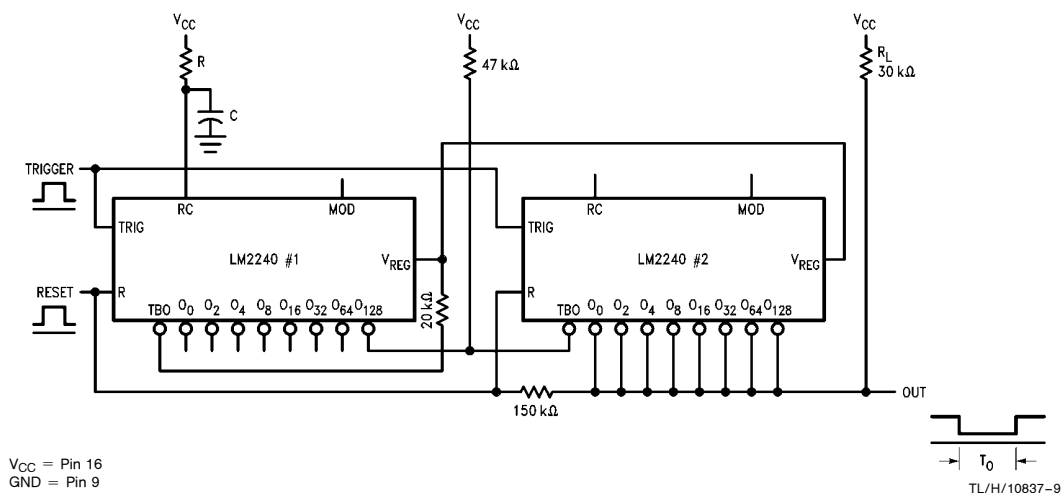 V_CC V_CC V_CC
R
47 kΩ
R_L
30 kΩ
C
TRIGGER
RC MOD RC MOD
TRIG TRIG
LM2240 #1 V_REG LM2240 #2 V_REG
RESET R R
20 kΩ
TBO O_0 O_2 O_4 O_8 O_16 O_32 O_64 O_128 TBO O_0 O_2 O_4 O_8 O_16 O_32 O_64 O_128
OUT
150 kΩ
T_O
V_CC = Pin 16
GND = Pin 9
TL/H/10837-9